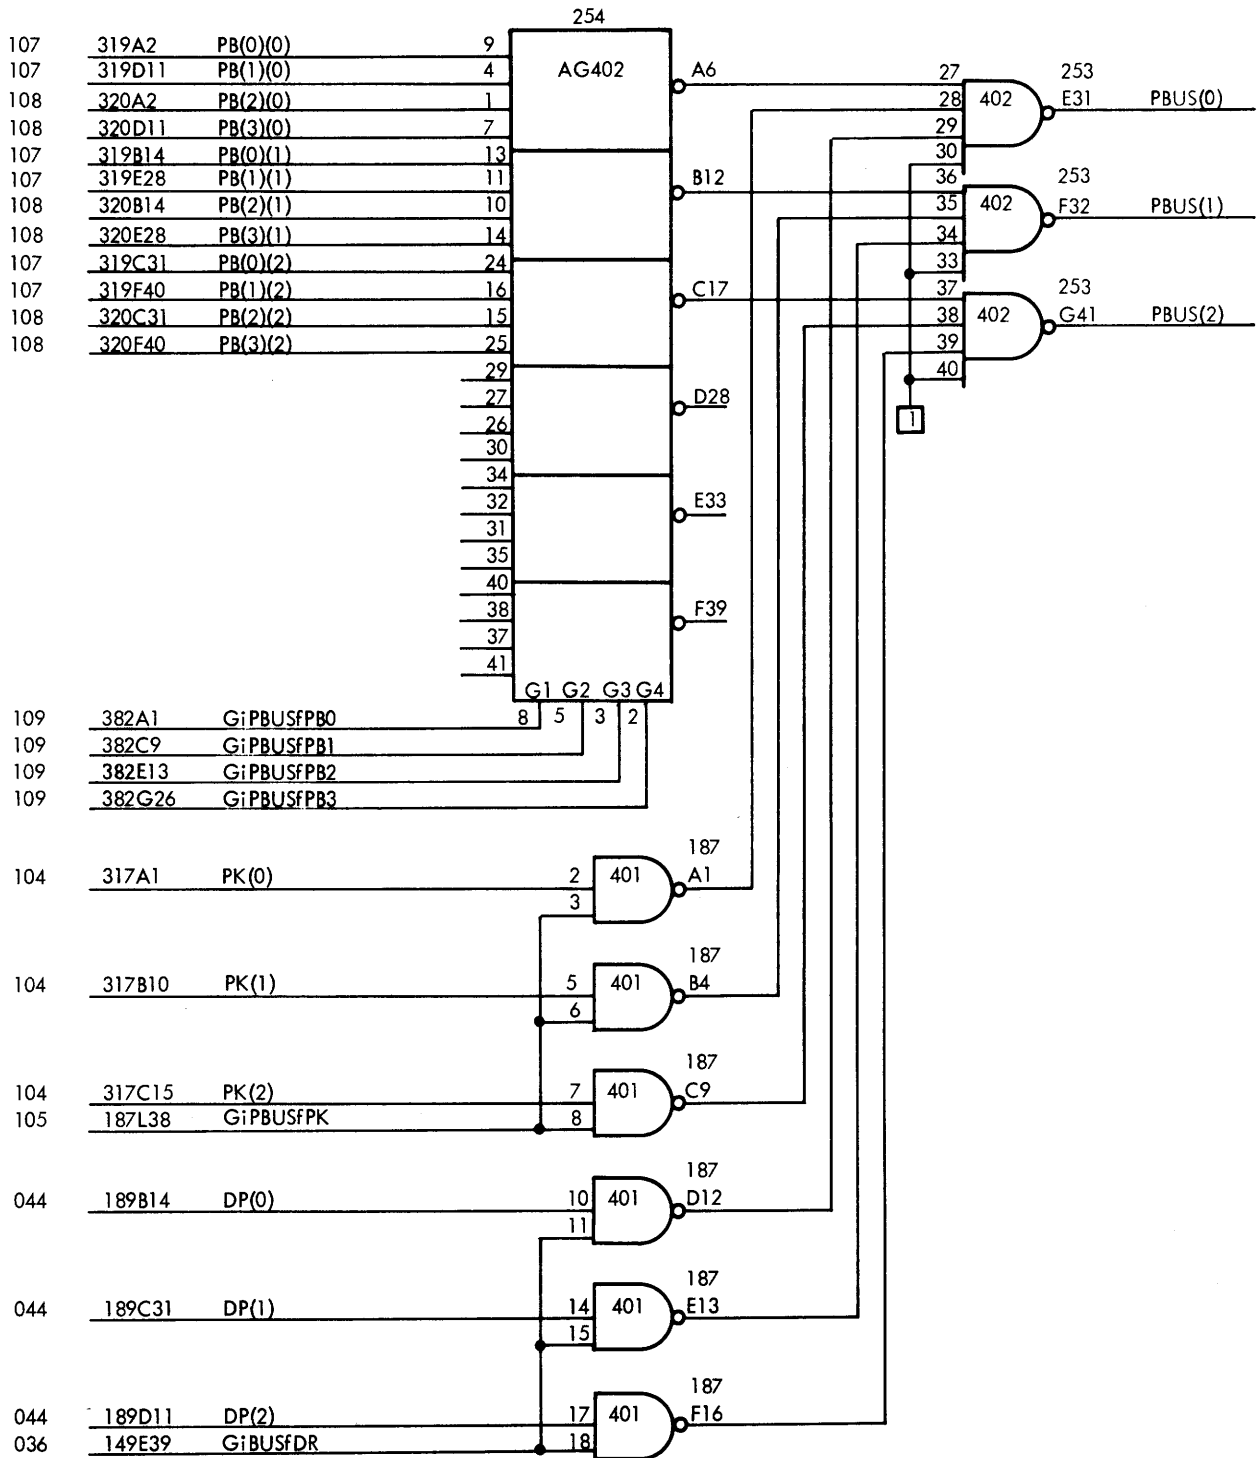 254
107 319A2 PB(0)(0) 9 AG402 A6 27 253
107 319D11 PB(1)(0) 4 28 402 E31 PBUS(0)
108 320A2 PB(2)(0) 1 29
108 320D11 PB(3)(0) 7 30
107 319B14 PB(0)(1) 13 B12 36 253
107 319E28 PB(1)(1) 11 35 402 F32 PBUS(1)
108 320B14 PB(2)(1) 10 34
108 320E28 PB(3)(1) 14 33
107 319C31 PB(0)(2) 24 C17 37 253
107 319F40 PB(1)(2) 16 38 402 G41 PBUS(2)
108 320C31 PB(2)(2) 15 39
108 320F40 PB(3)(2) 25 40
29
27 D28 1
26
30
34
32 E33
31
35
40
38 F39
37
41
G1 G2 G3 G4
8 5 3 2
109 382A1 GiPBUSfPB0
109 382C9 GiPBUSfPB1
109 382E13 GiPBUSfPB2
109 382G26 GiPBUSfPB3
187
104 317A1 PK(0) 2 401 A1
3
187
104 317B10 PK(1) 5 401 B4
6
187
104 317C15 PK(2) 7 401 C9
105 187L38 GiPBUSfPK 8
187
044 189B14 DP(0) 10 401 D12
11
187
044 189C31 DP(1) 14 401 E13
15
187
044 189D11 DP(2) 17 401 F16
036 149E39 GiBUSfDR 18